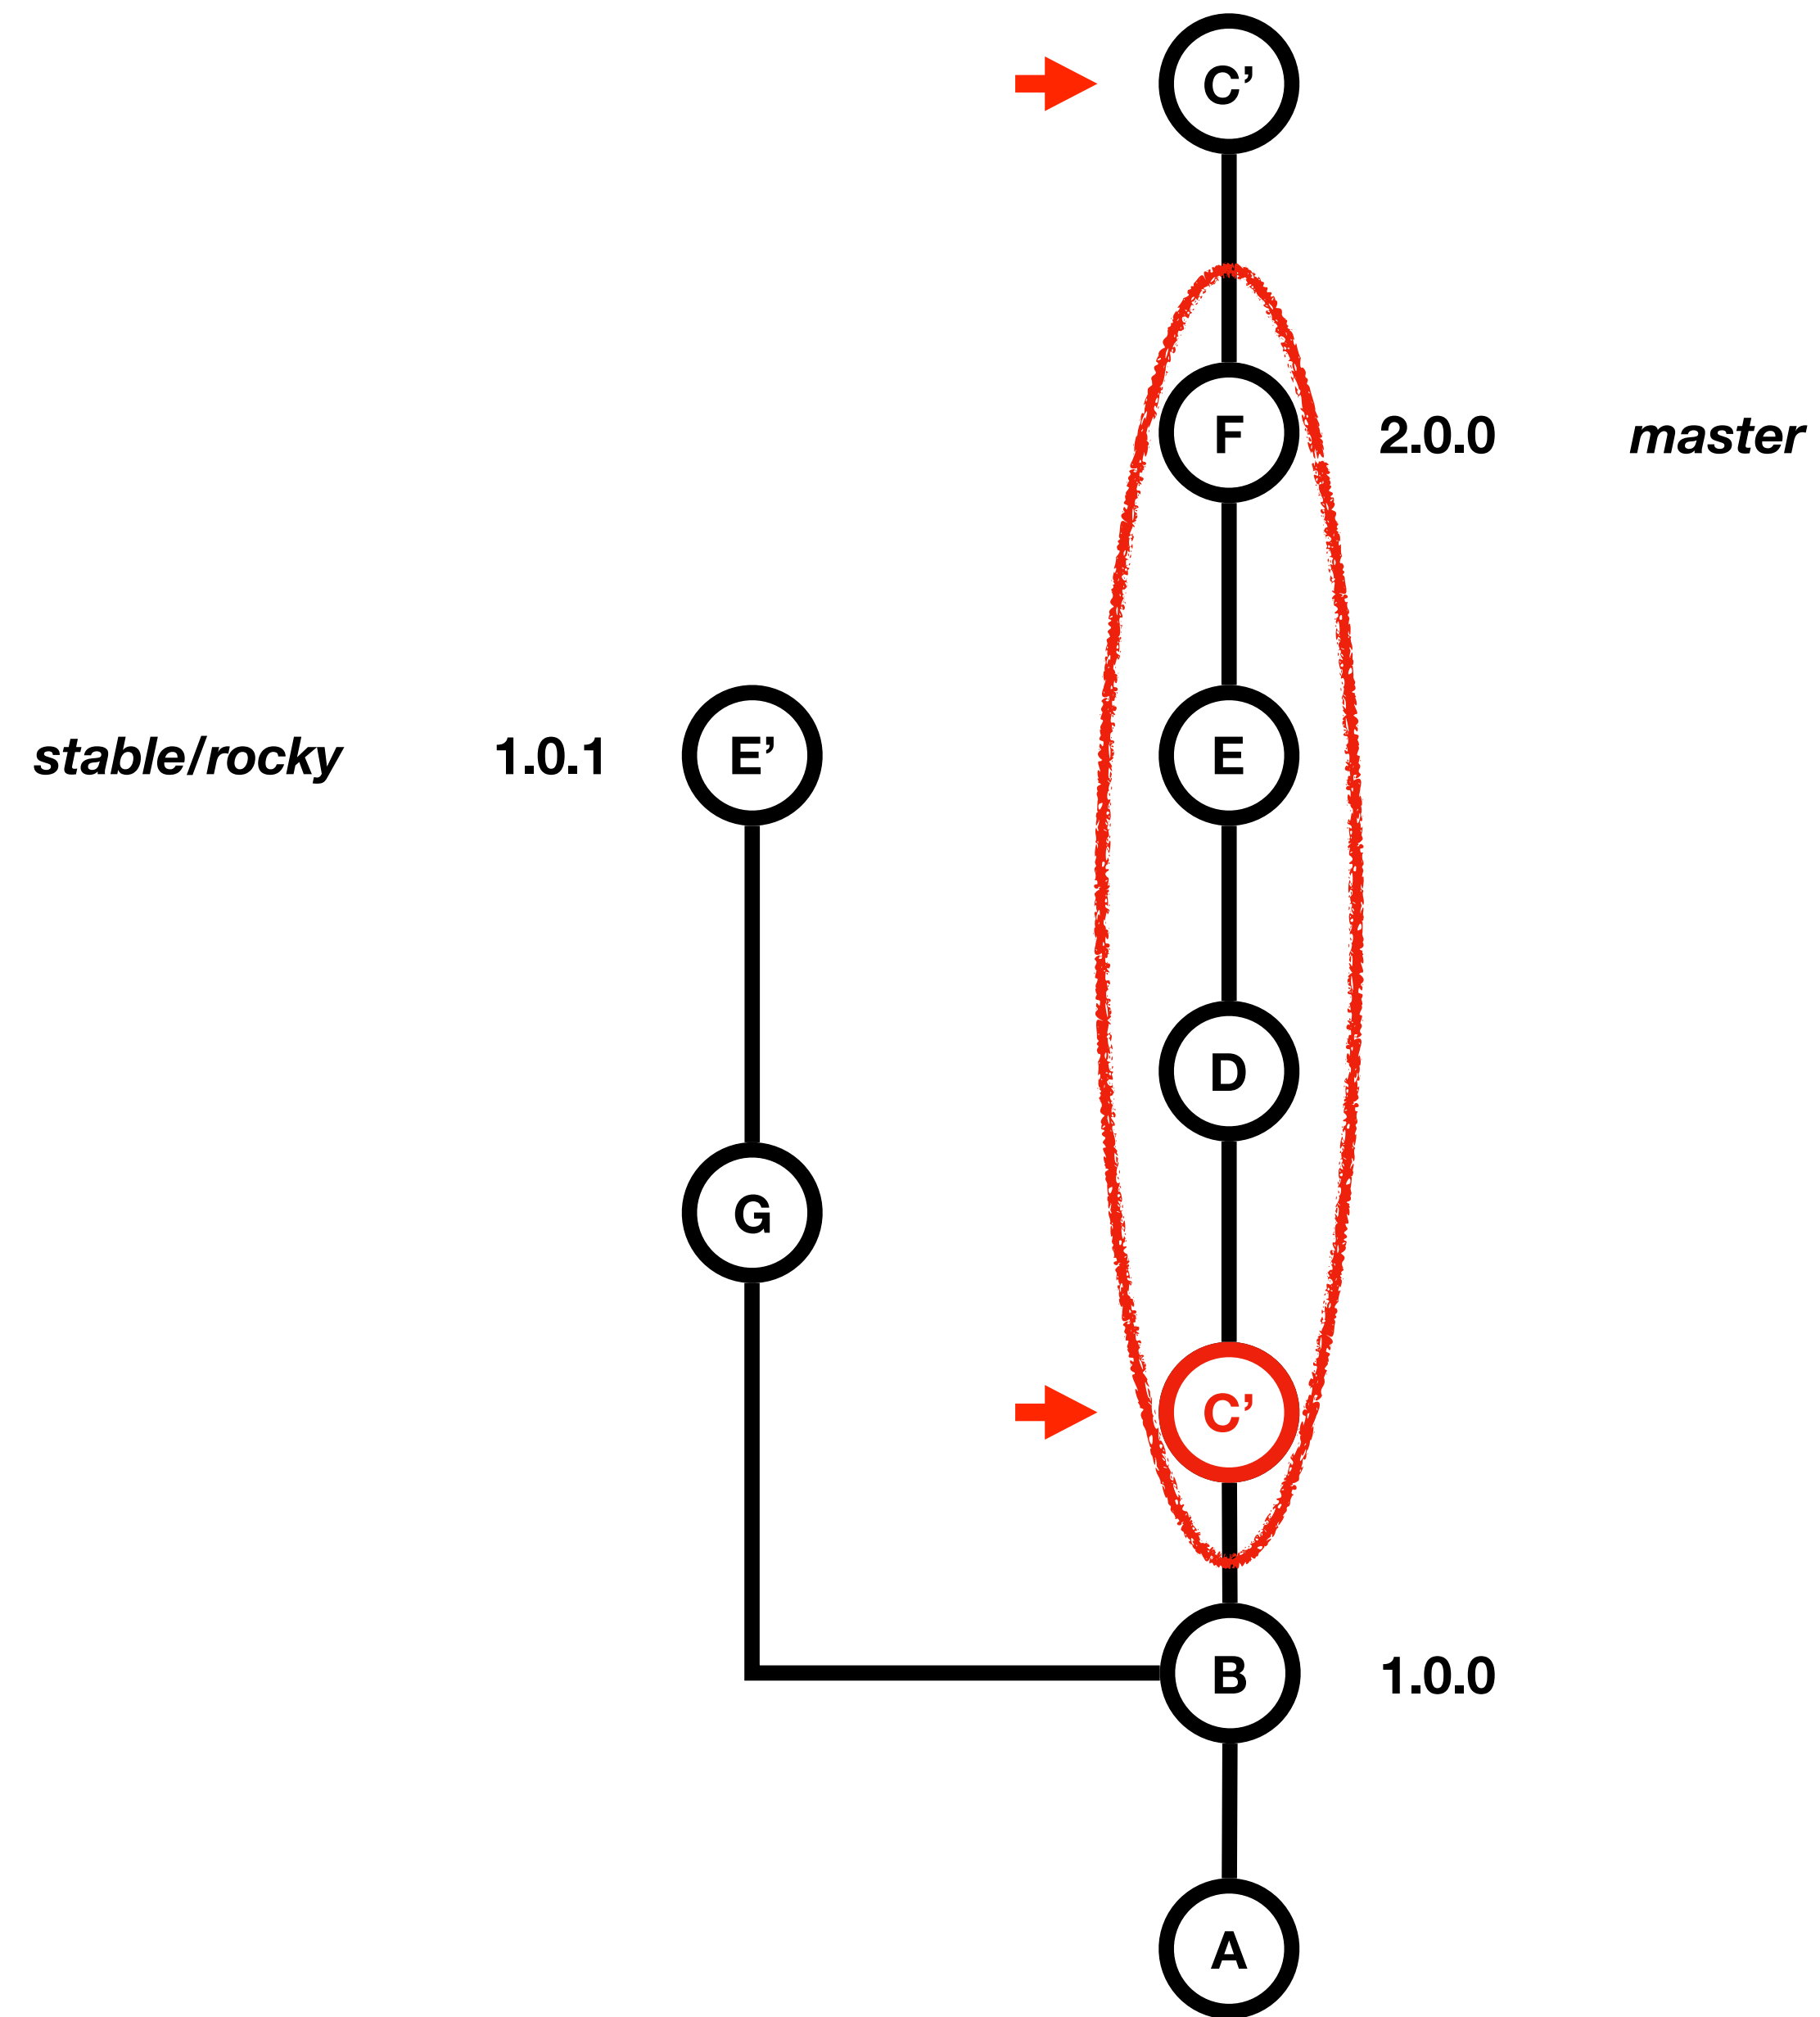 C’
F 2.0.0 master
stable/rocky 1.0.1 E’ E
D
G
C’
B 1.0.0
A